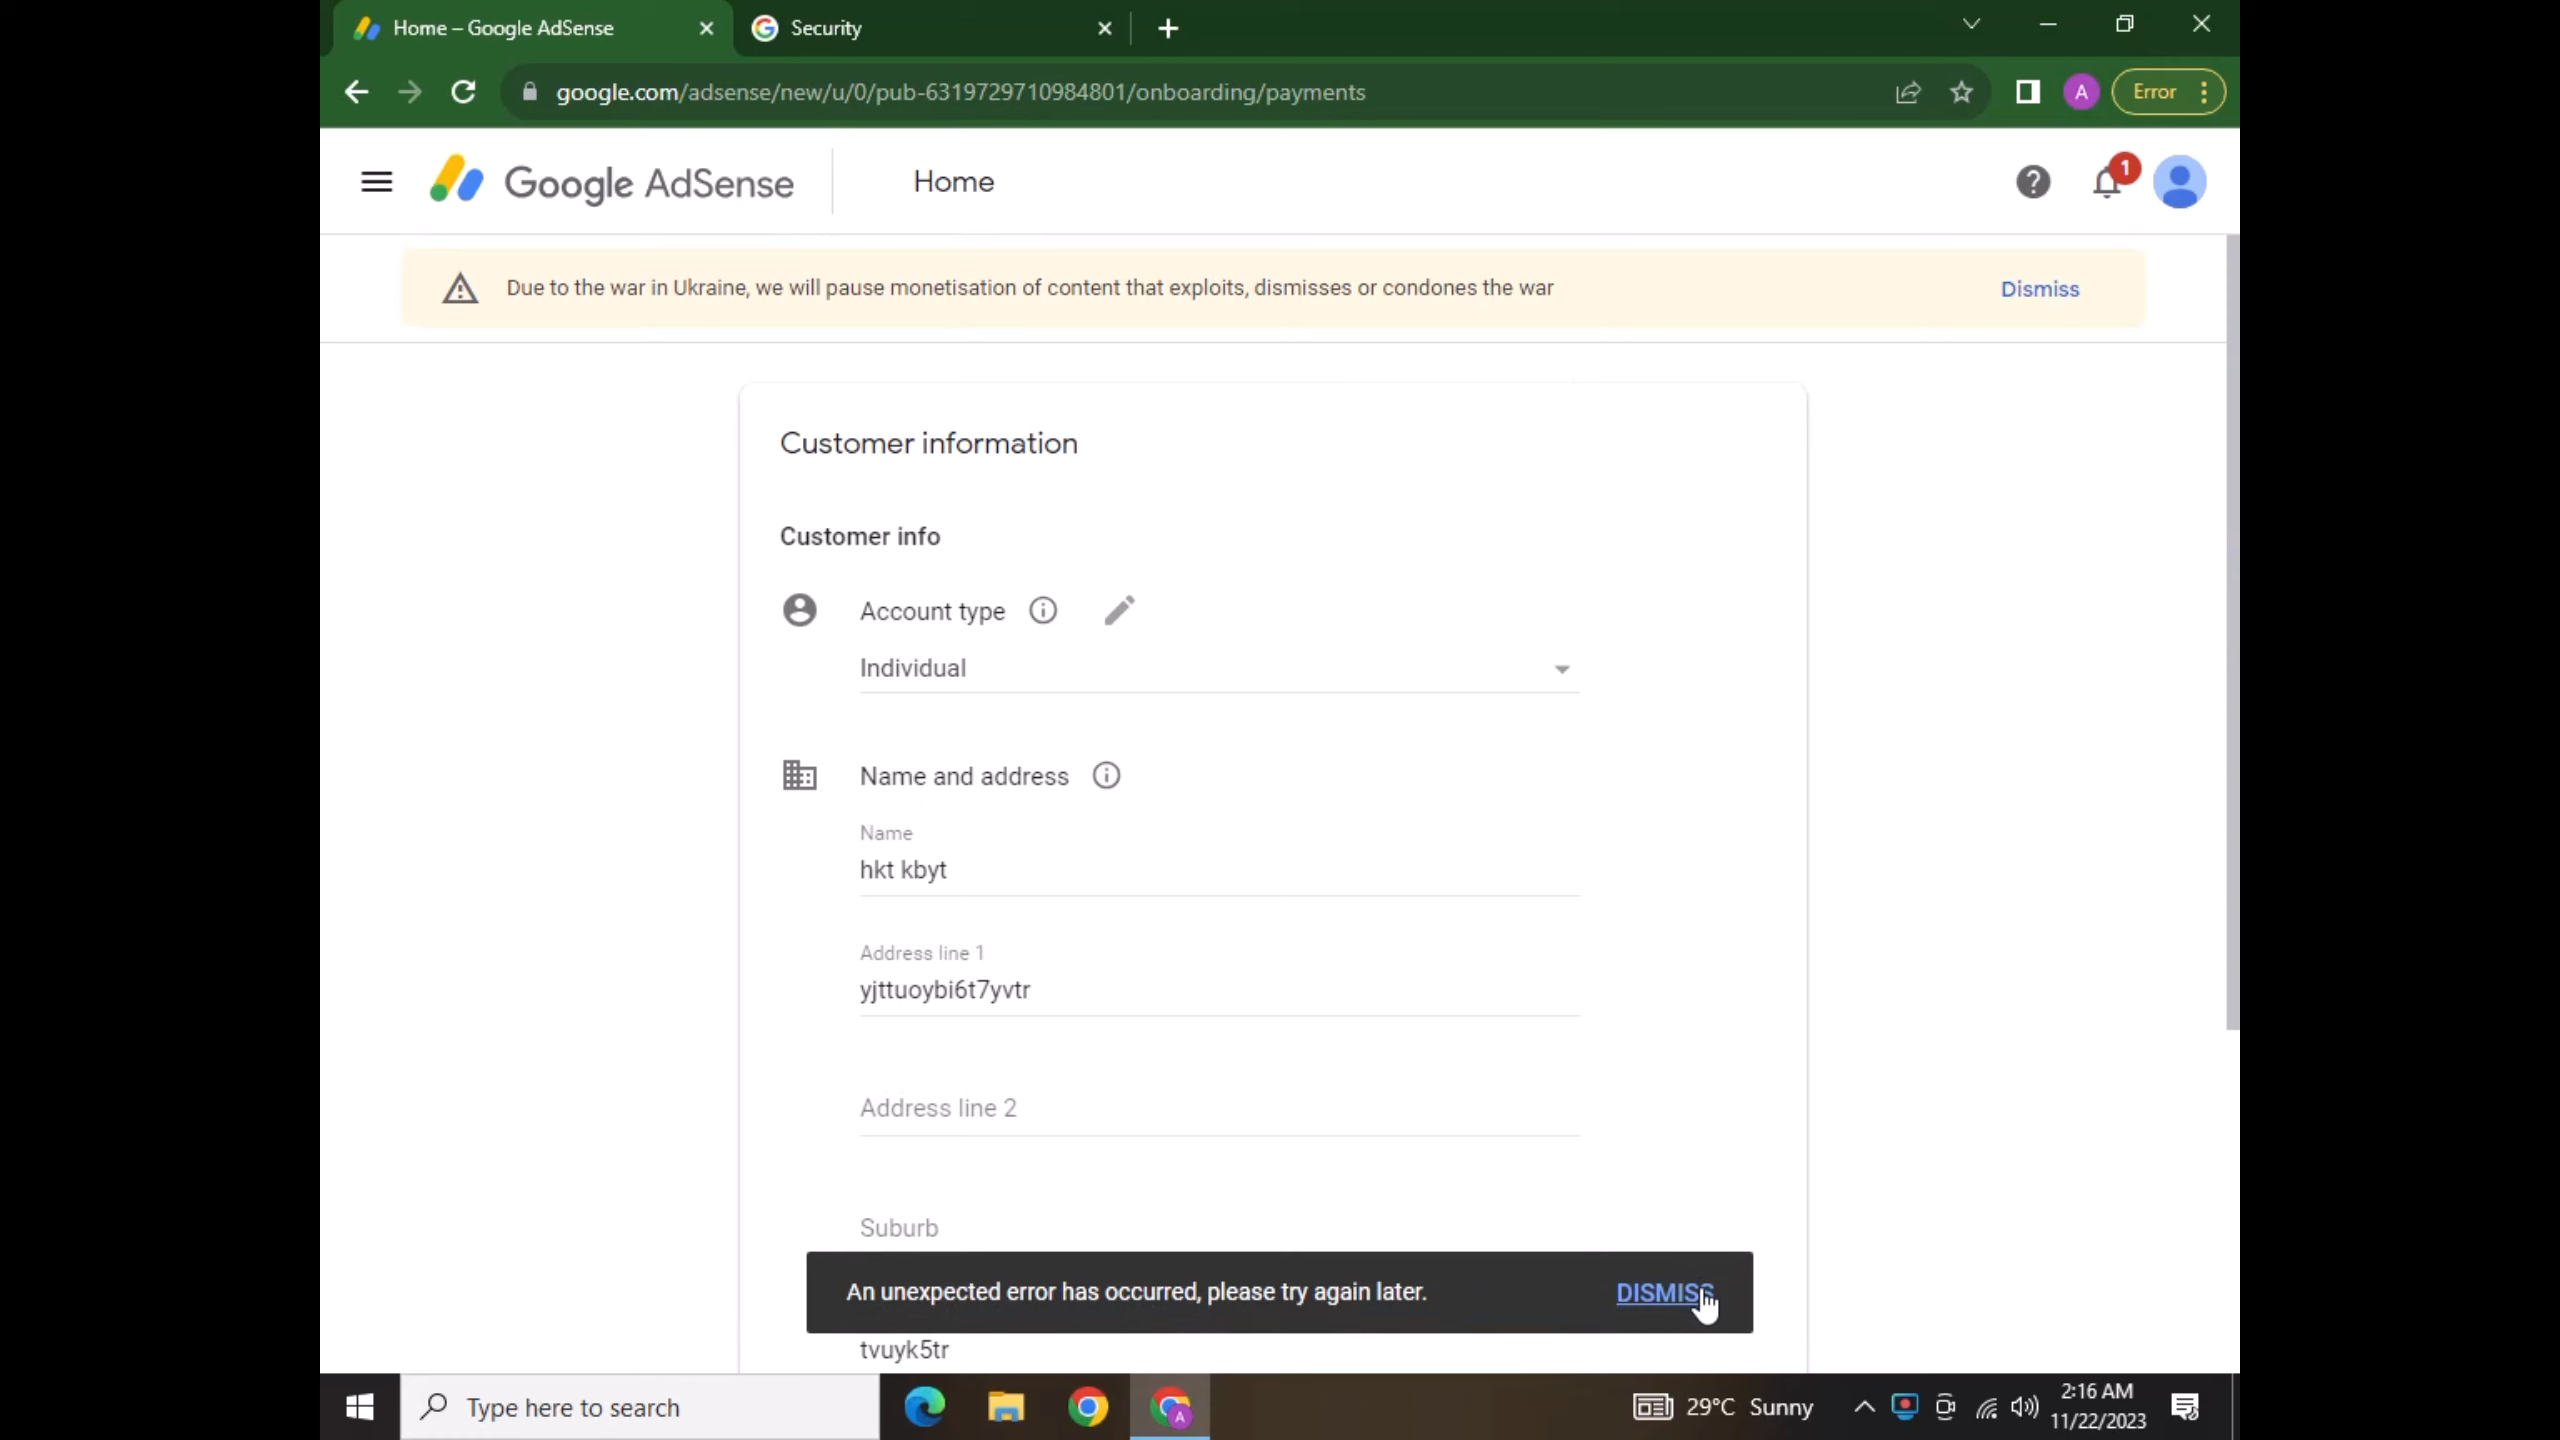 Home – Google AdSense
Security
google.com/adsense/new/u/0/pub-6319729710984801/onboarding/payments
A
Error
Google AdSense
Home
1
Due to the war in Ukraine, we will pause monetisation of content that exploits, dismisses or condones the war
Dismiss
Customer information
Customer info
Account type
Individual
Name and address
Name
hkt kbyt
Address line 1
yjttuoybi6t7yvtr
Address line 2
Suburb
An unexpected error has occurred, please try again later.
DISMISS
tvuyk5tr
Type here to search
A
29°C Sunny
2:16 AM
11/22/2023